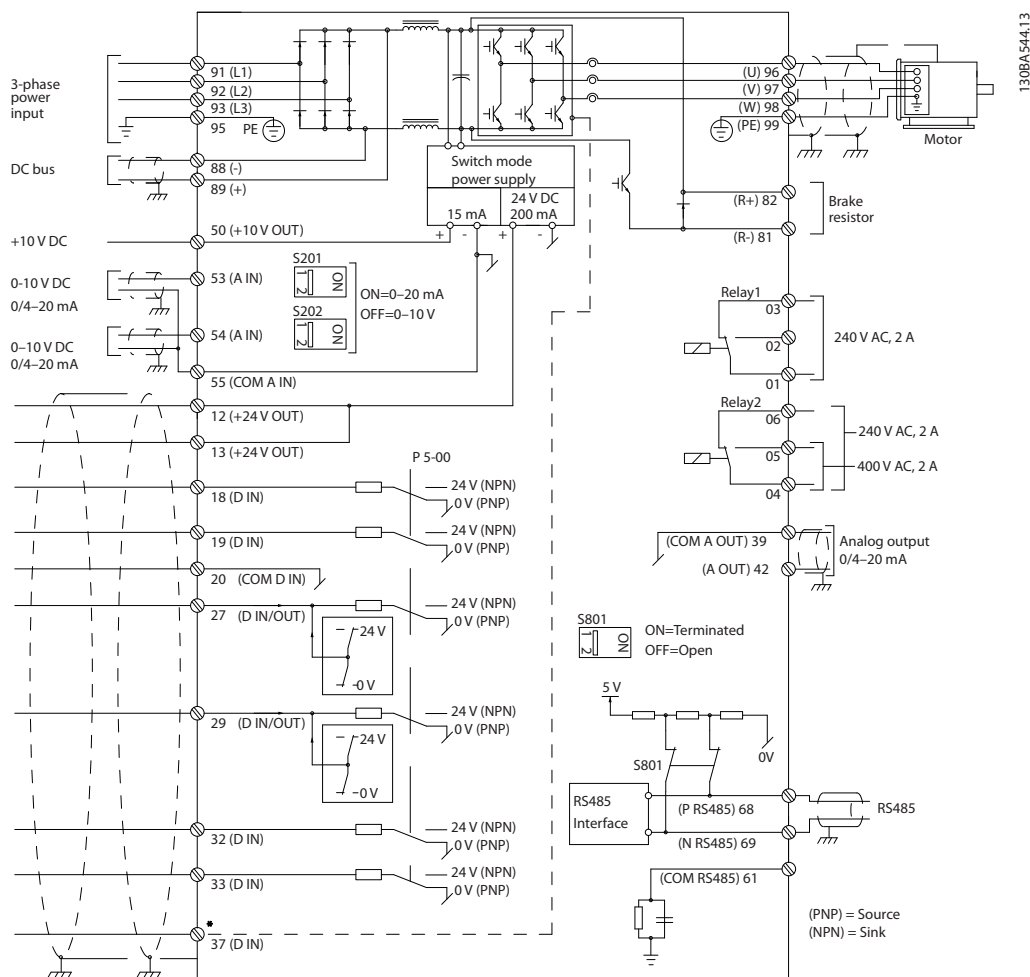 130BA544.13
3-phase
power
input
91 (L1)
92 (L2)
93 (L3)
95
PE
DC bus
88 (-)
89 (+)
+10 V DC
50 (+10 V OUT)
Switch mode
power supply
15 mA
24 V DC
200 mA
+
-
+
-
(U) 96
(V) 97
(W) 98
(PE) 99
Motor
(R+) 82
Brake
resistor
(R-) 81
0-10 V DC
0/4–20 mA
53 (A IN)
S201
1 2
ON
S202
1 2
ON
ON=0–20 mA
OFF=0–10 V
0–10 V DC
0/4–20 mA
54 (A IN)
55 (COM A IN)
12 (+24 V OUT)
13 (+24 V OUT)
Relay1
03
02
01
240 V AC, 2 A
Relay2
06
05
04
240 V AC, 2 A
400 V AC, 2 A
P 5-00
18 (D IN)
24 V (NPN)
0 V (PNP)
19 (D IN)
24 V (NPN)
0 V (PNP)
20 (COM D IN)
27 (D IN/OUT)
24 V (NPN)
0 V (PNP)
24 V
0 V
29 (D IN/OUT)
24 V (NPN)
0 V (PNP)
24 V
0 V
32 (D IN)
24 V (NPN)
0 V (PNP)
33 (D IN)
24 V (NPN)
0 V (PNP)
*
37 (D IN)
(COM A OUT) 39
(A OUT) 42
Analog output
0/4–20 mA
S801
1 2
ON
ON=Terminated
OFF=Open
5 V
0V
S801
RS485
Interface
(P RS485) 68
(N RS485) 69
RS485
(COM RS485) 61
(PNP) = Source
(NPN) = Sink